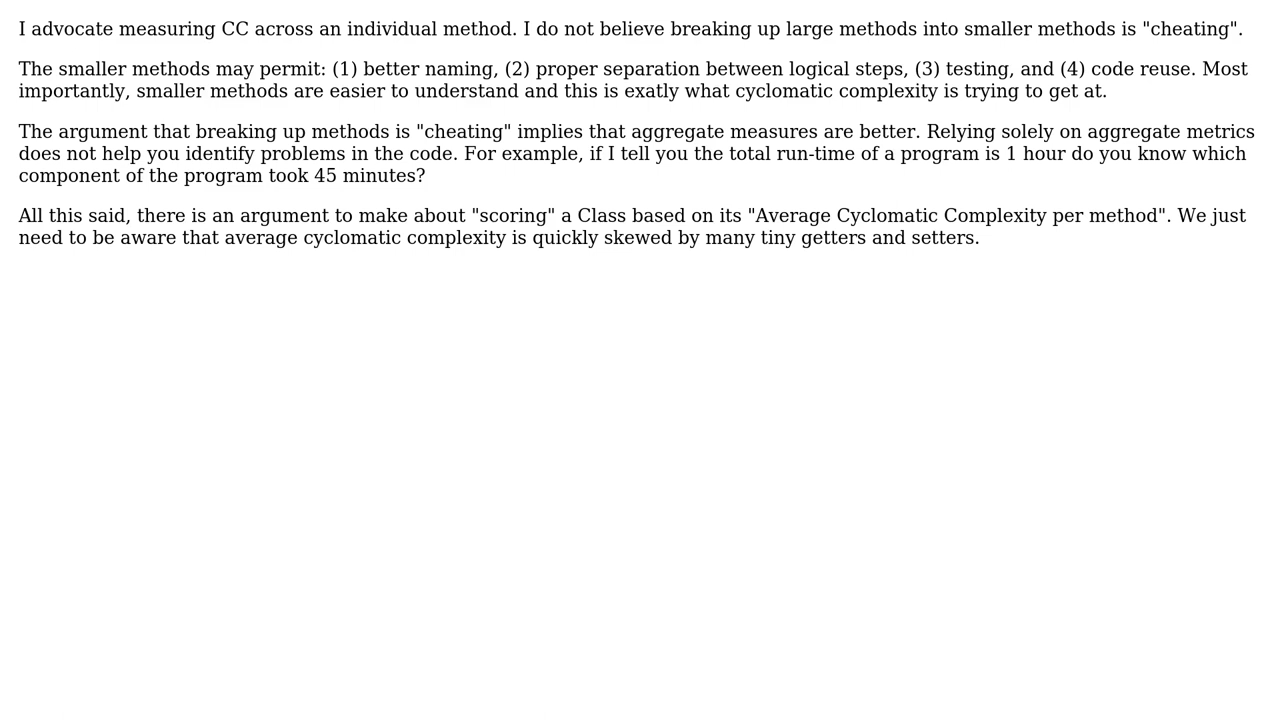 I advocate measuring CC across an individual method. I do not believe breaking up large methods into smaller methods is "cheating".
The smaller methods may permit: (1) better naming, (2) proper separation between logical steps, (3) testing, and (4) code reuse. Most
importantly, smaller methods are easier to understand and this is exatly what cyclomatic complexity is trying to get at.
The argument that breaking up methods is "cheating" implies that aggregate measures are better. Relying solely on aggregate metrics
does not help you identify problems in the code. For example, if I tell you the total run-time of a program is 1 hour do you know which
component of the program took 45 minutes?
All this said, there is an argument to make about "scoring" a Class based on its "Average Cyclomatic Complexity per method". We just
need to be aware that average cyclomatic complexity is quickly skewed by many tiny getters and setters.